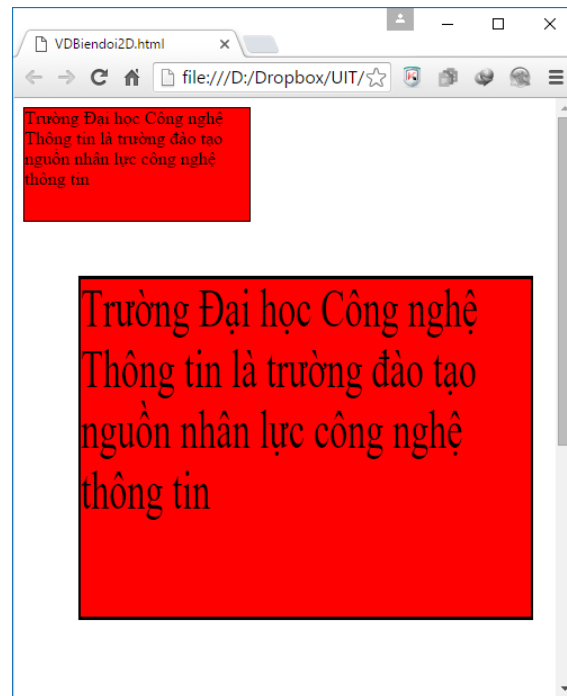 VDBiendoi2D.html
file:///D:/Dropbox/UIT/
Trường Đại học Công nghệ
Thông tin là trường đào tạo
nguồn nhân lực công nghệ
thông tin
Trường Đại học Công nghệ
Thông tin là trường đào tạo
nguồn nhân lực công nghệ
thông tin